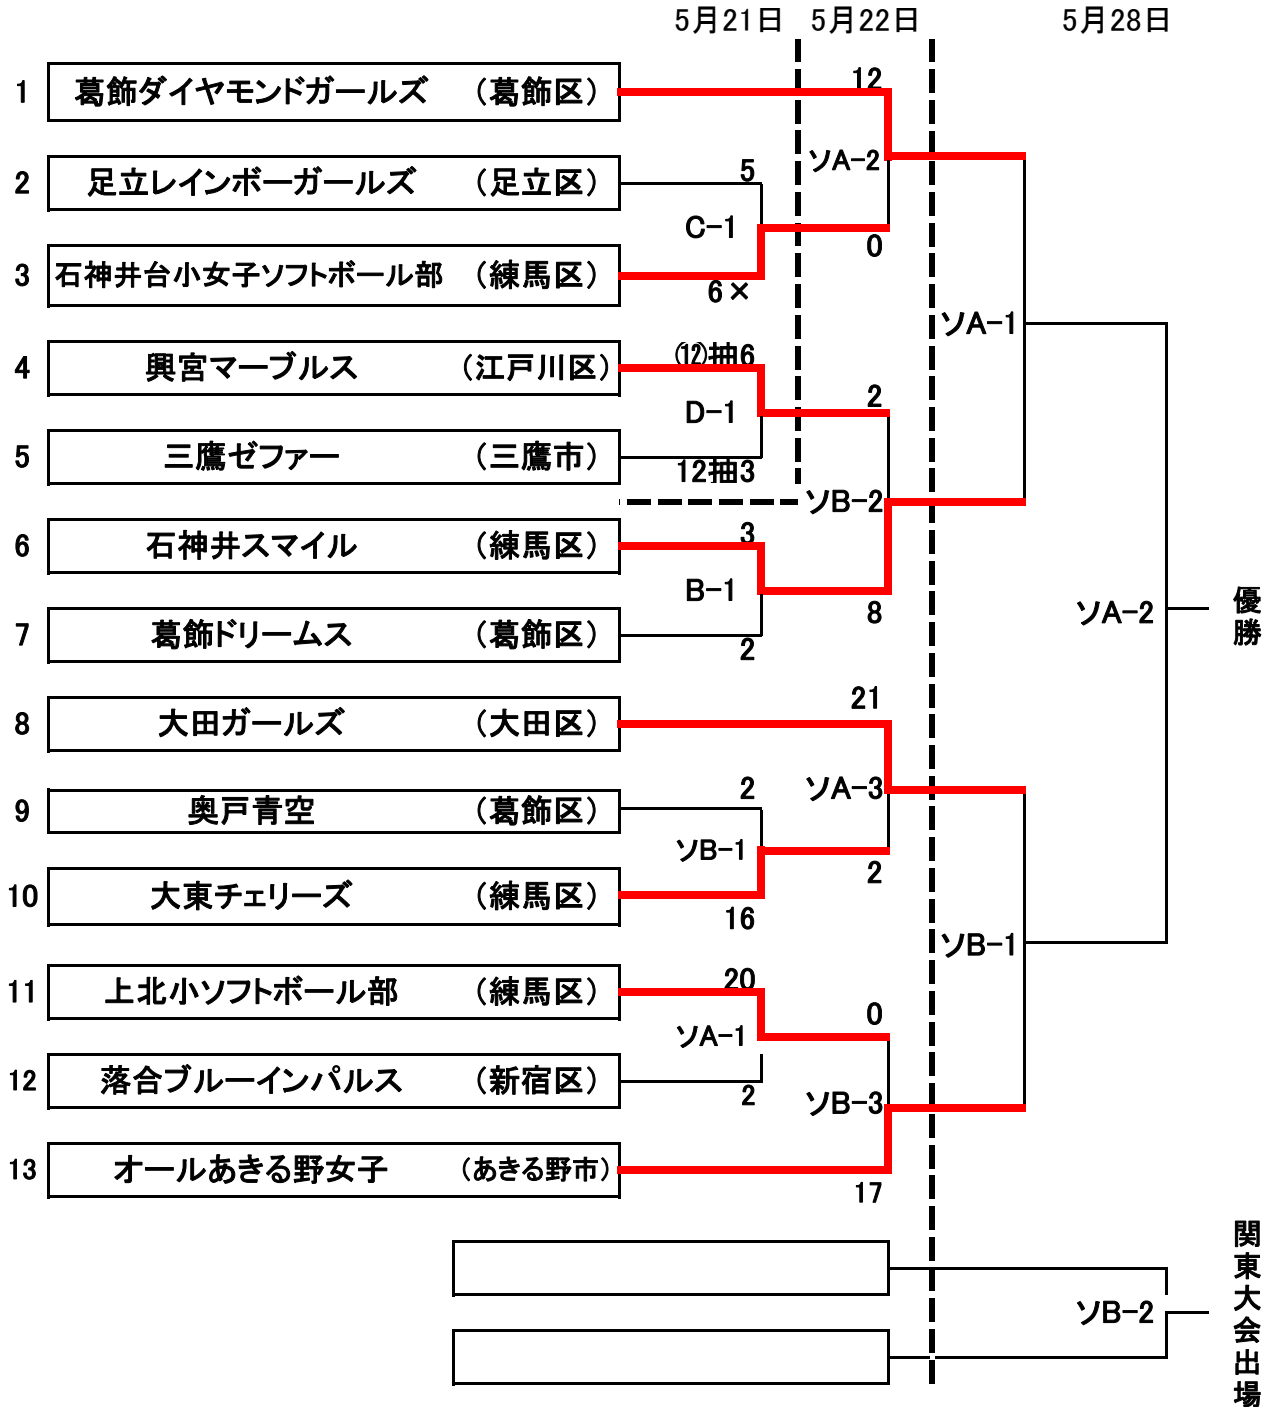 5月21日 5月22日 5月28日
12
1 葛飾ダイヤモンドガールズ （葛飾区）
ソA-2
5
2 足立レインボーガールズ （足立区）
C-1
0
3 石神井台小女子ソフトボール部 （練馬区）
6×
ソA-1
(12)抽6
4 興宮マーブルス （江戸川区）
2
D-1
5 三鷹ゼファー （三鷹市）
12抽3
ソB-2
3
6 石神井スマイル （練馬区）
B-1
8
ソA-2
優勝
7 葛飾ドリームス （葛飾区）
2
21
8 大田ガールズ （大田区）
2
ソA-3
9 奥戸青空 （葛飾区）
ソB-1
2
10 大東チェリーズ （練馬区）
16
ソB-1
20
11 上北小ソフトボール部 （練馬区）
0
ソA-1
12 落合ブルーインパルス （新宿区）
2
ソB-3
13 オールあきる野女子 （あきる野市）
17
ソB-2
関東大会出場